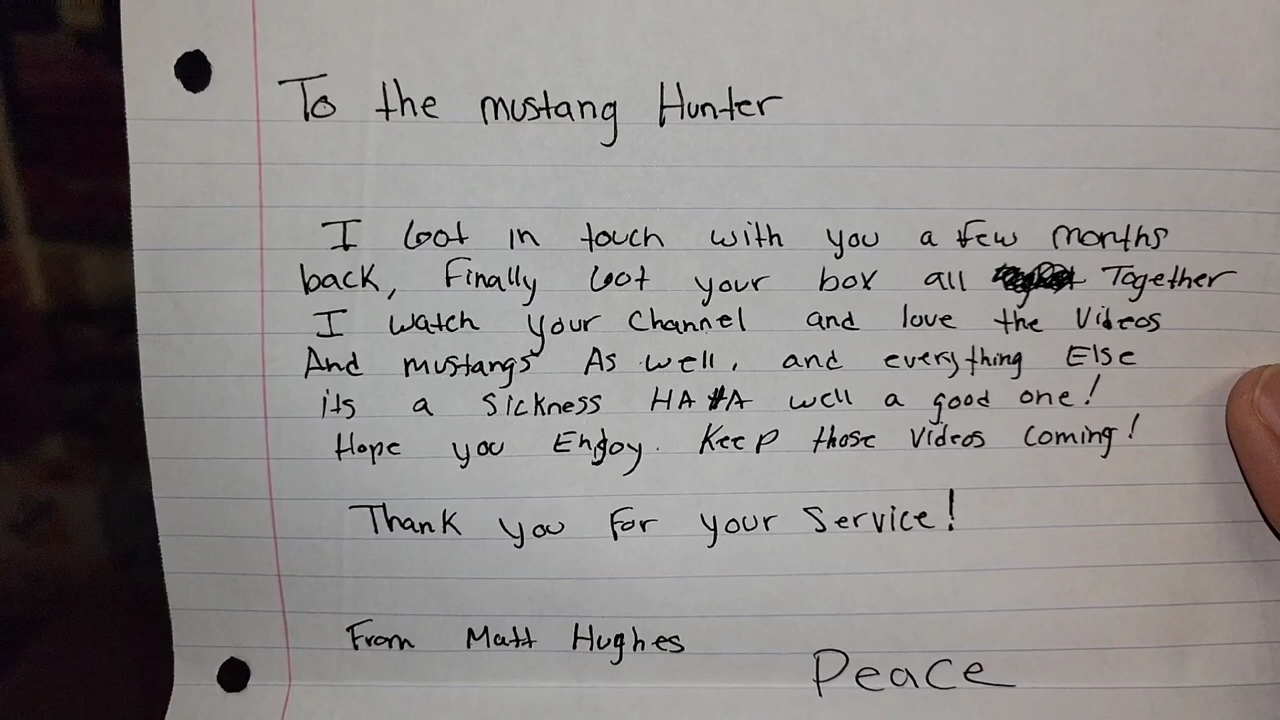 To the mustang Hunter
I Got in touch with you a few months
back, Finally Got your box all Together
I watch your Channel and love the Videos
And mustangs As well, and everything Else
its a Sickness HAHA well a good one!
Hope you Enjoy. Keep those Videos Coming!
Thank you For your Service!
From Matt Hughes
Peace